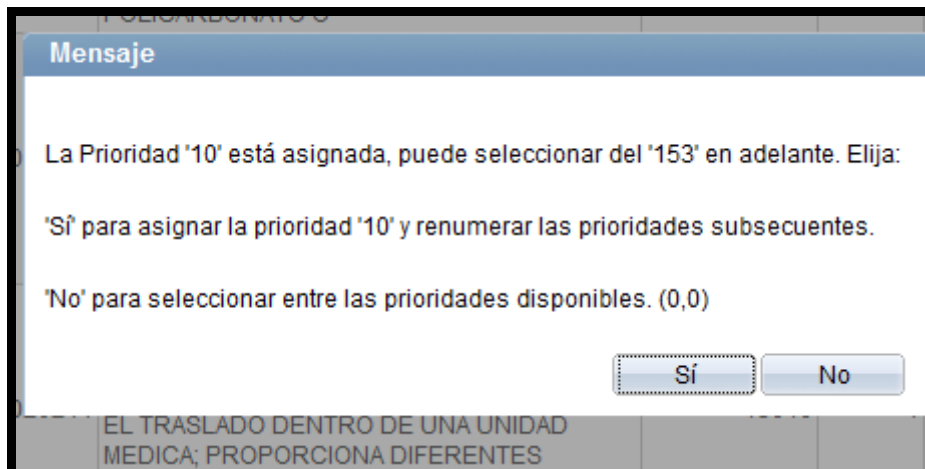 POLICARBONATO O
Mensaje
La Prioridad '10' está asignada, puede seleccionar del '153' en adelante. Elija:
'Sí' para asignar la prioridad '10' y renumerar las prioridades subsecuentes.
'No' para seleccionar entre las prioridades disponibles. (0,0)
Sí No
EL TRASLADO DENTRO DE UNA UNIDAD
MEDICA; PROPORCIONA DIFERENTES